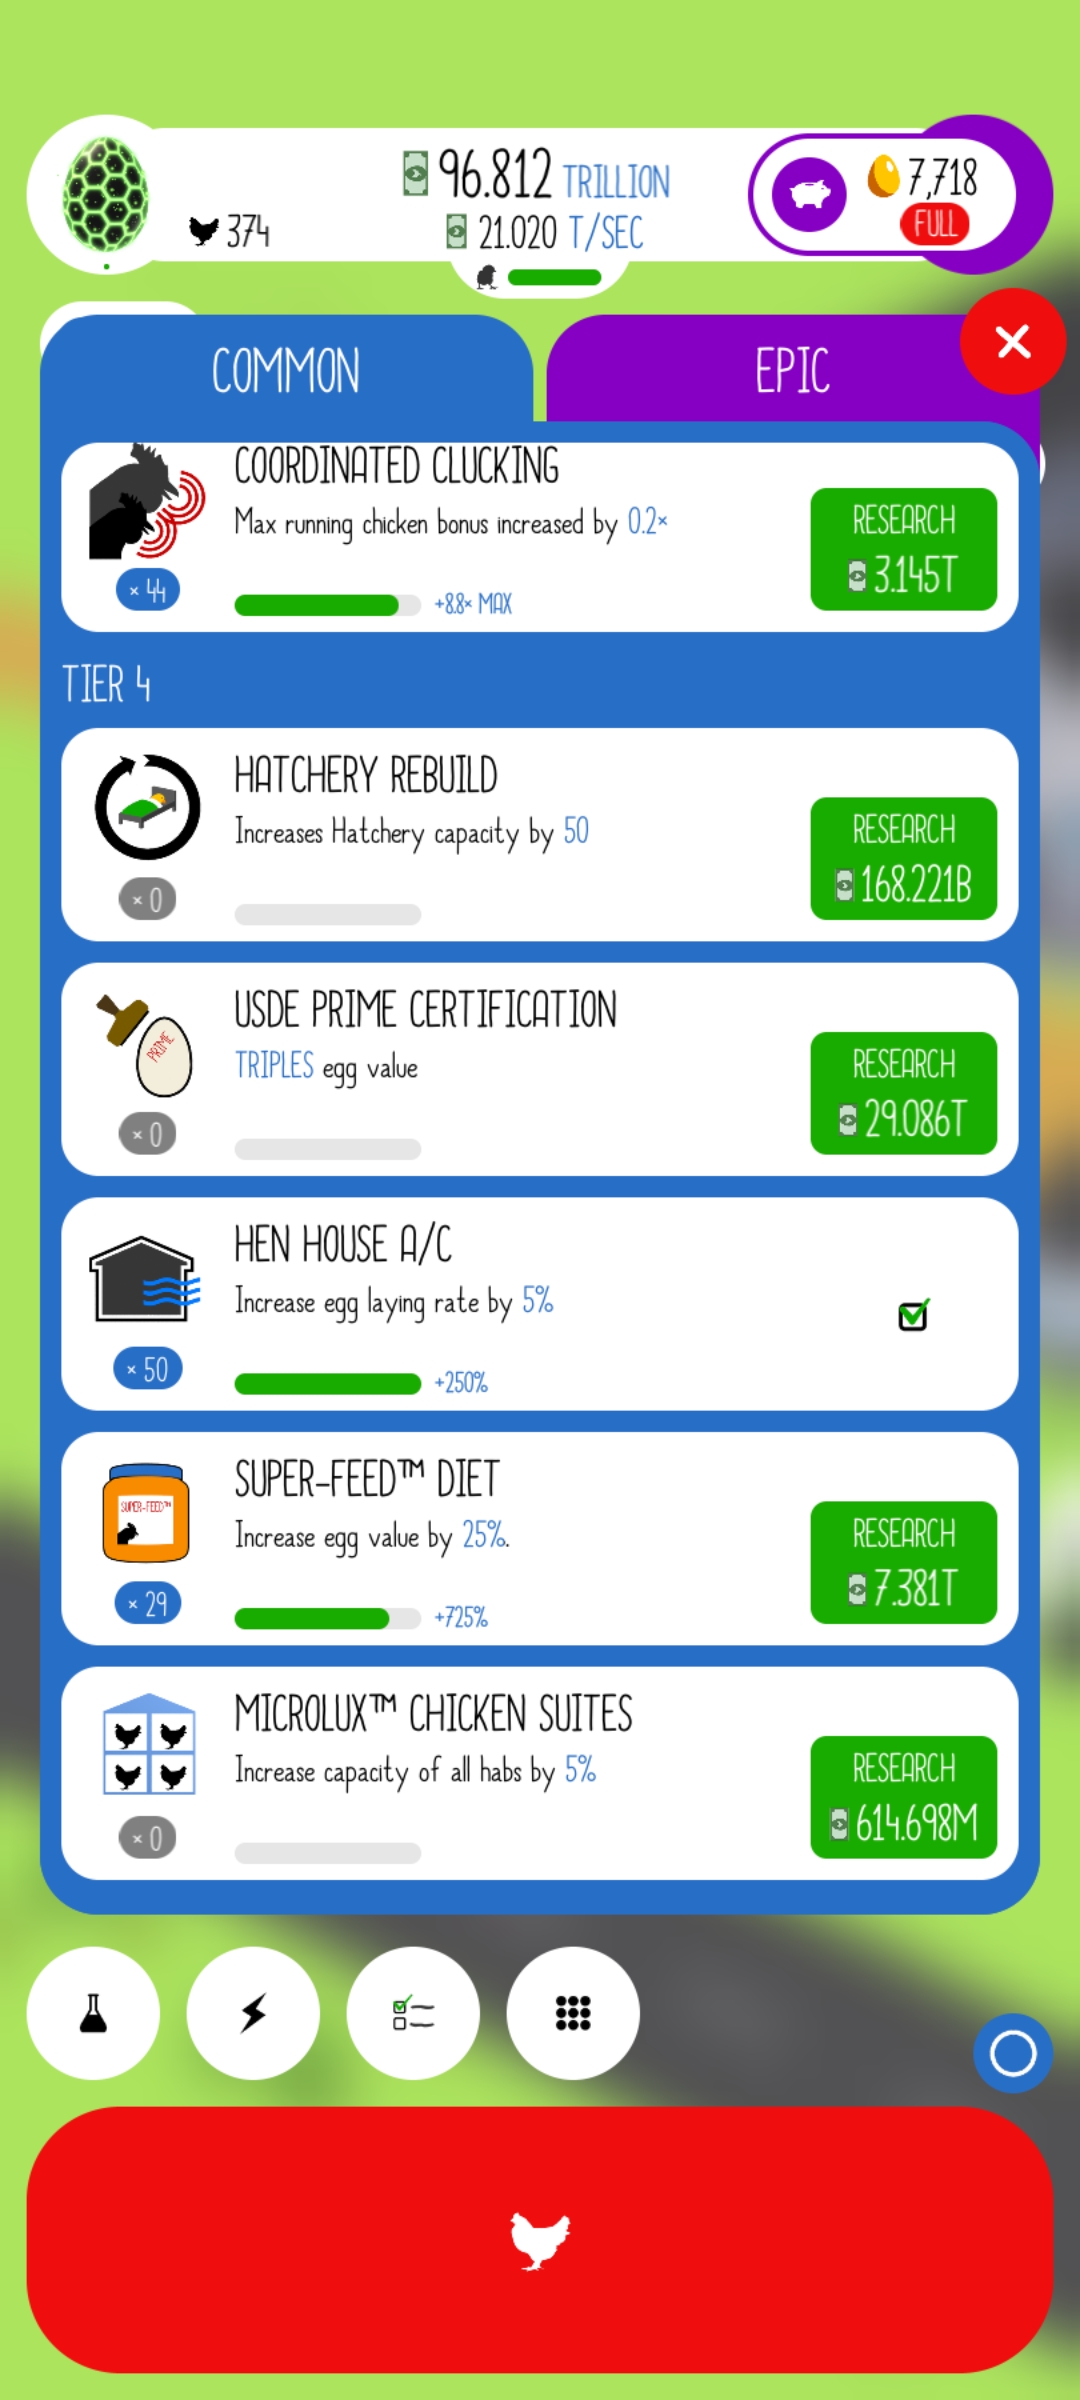 96.812 TRILLION
7,718
374
21.020 T/SEC
FULL
COMMON
EPIC
COORDINATED CLUCKING
Max running chicken bonus increased by 0.2×
RESEARCH
3.145T
× 44
+8.8× MAX
TIER 4
HATCHERY REBUILD
Increases Hatchery capacity by 50
RESEARCH
168.221B
× 0
USDE PRIME CERTIFICATION
PRIME
TRIPLES egg value
RESEARCH
29.086T
× 0
HEN HOUSE A/C
Increase egg laying rate by 5%
× 50
+250%
SUPER-FEED™ DIET
SUPER-FEED™
Increase egg value by 25%.
RESEARCH
7.381T
× 29
+725%
MICROLUX™ CHICKEN SUITES
Increase capacity of all habs by 5%
RESEARCH
614.698M
× 0